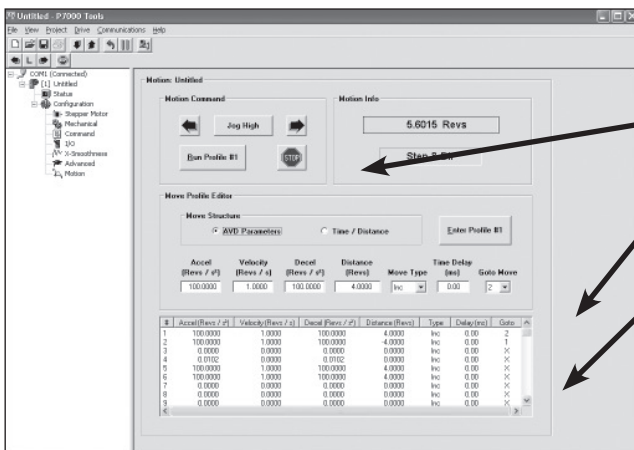 Untitled - P7000 Tools
File View Project Drive Communications Help
COM1 (Connected)
[1] Untitled
Status
Configuration
Stepper Motor
Mechanical
Command
I/O
X-Smoothness
Advanced
Motion
Motion: Untitled
Motion Command
Jog High
Run Profile #1
STOP
Motion Info
5.6015 Revs
Step & Dir
Move Profile Editor
Move Structure
AVD Parameters
Time / Distance
Enter Profile #1
Accel (Revs / s²) Velocity (Revs / s) Decel (Revs / s²) Distance (Revs) Move Type Time Delay (ms) Goto Move
100.0000 1.0000 100.0000 4.0000 Inc 0.00 2
# Accel (Revs / s²) Velocity (Revs / s) Decel (Revs / s²) Distance (Revs) Type Delay (ms) Goto
1 100.0000 1.0000 100.0000 4.0000 Inc 0.00 2
2 100.0000 1.0000 100.0000 -4.0000 Inc 0.00 1
3 0.0000 0.0000 0.0000 0.0000 Inc 0.00 X
4 0.0102 0.0000 0.0102 0.0000 Inc 0.00 X
5 100.0000 1.0000 100.0000 4.0000 Inc 0.00 X
6 100.0000 1.0000 100.0000 4.0000 Inc 0.00 X
7 0.0000 0.0000 0.0000 0.0000 Inc 0.00 X
8 0.0000 0.0000 0.0000 0.0000 Inc 0.00 X
9 0.0000 0.0000 0.0000 0.0000 Inc 0.00 X